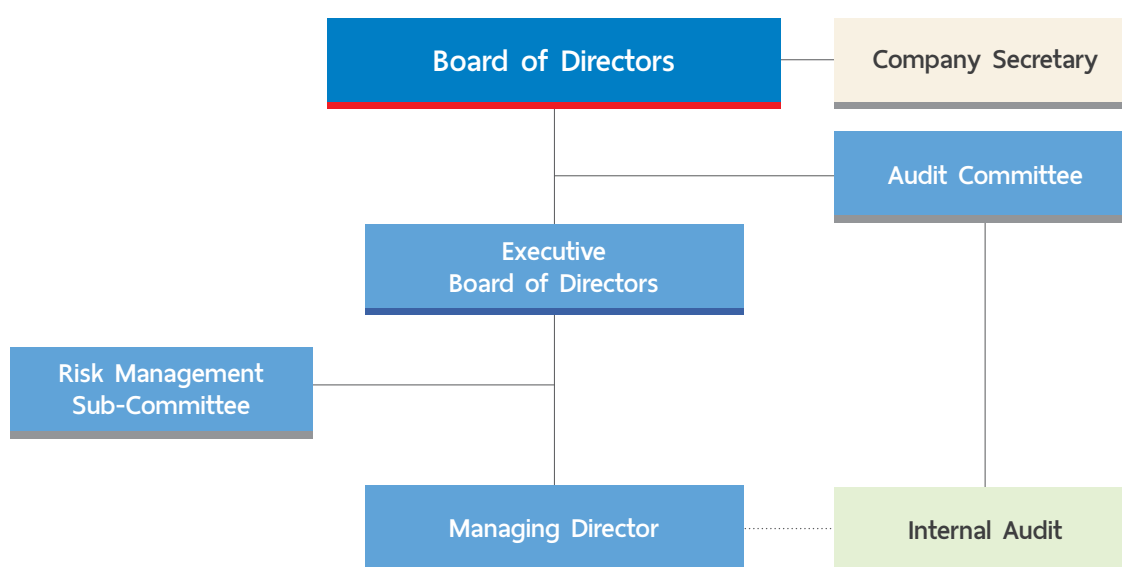 Board of Directors
Company Secretary
Audit Committee
Executive
Board of Directors
Risk Management
Sub-Committee
Managing Director
Internal Audit